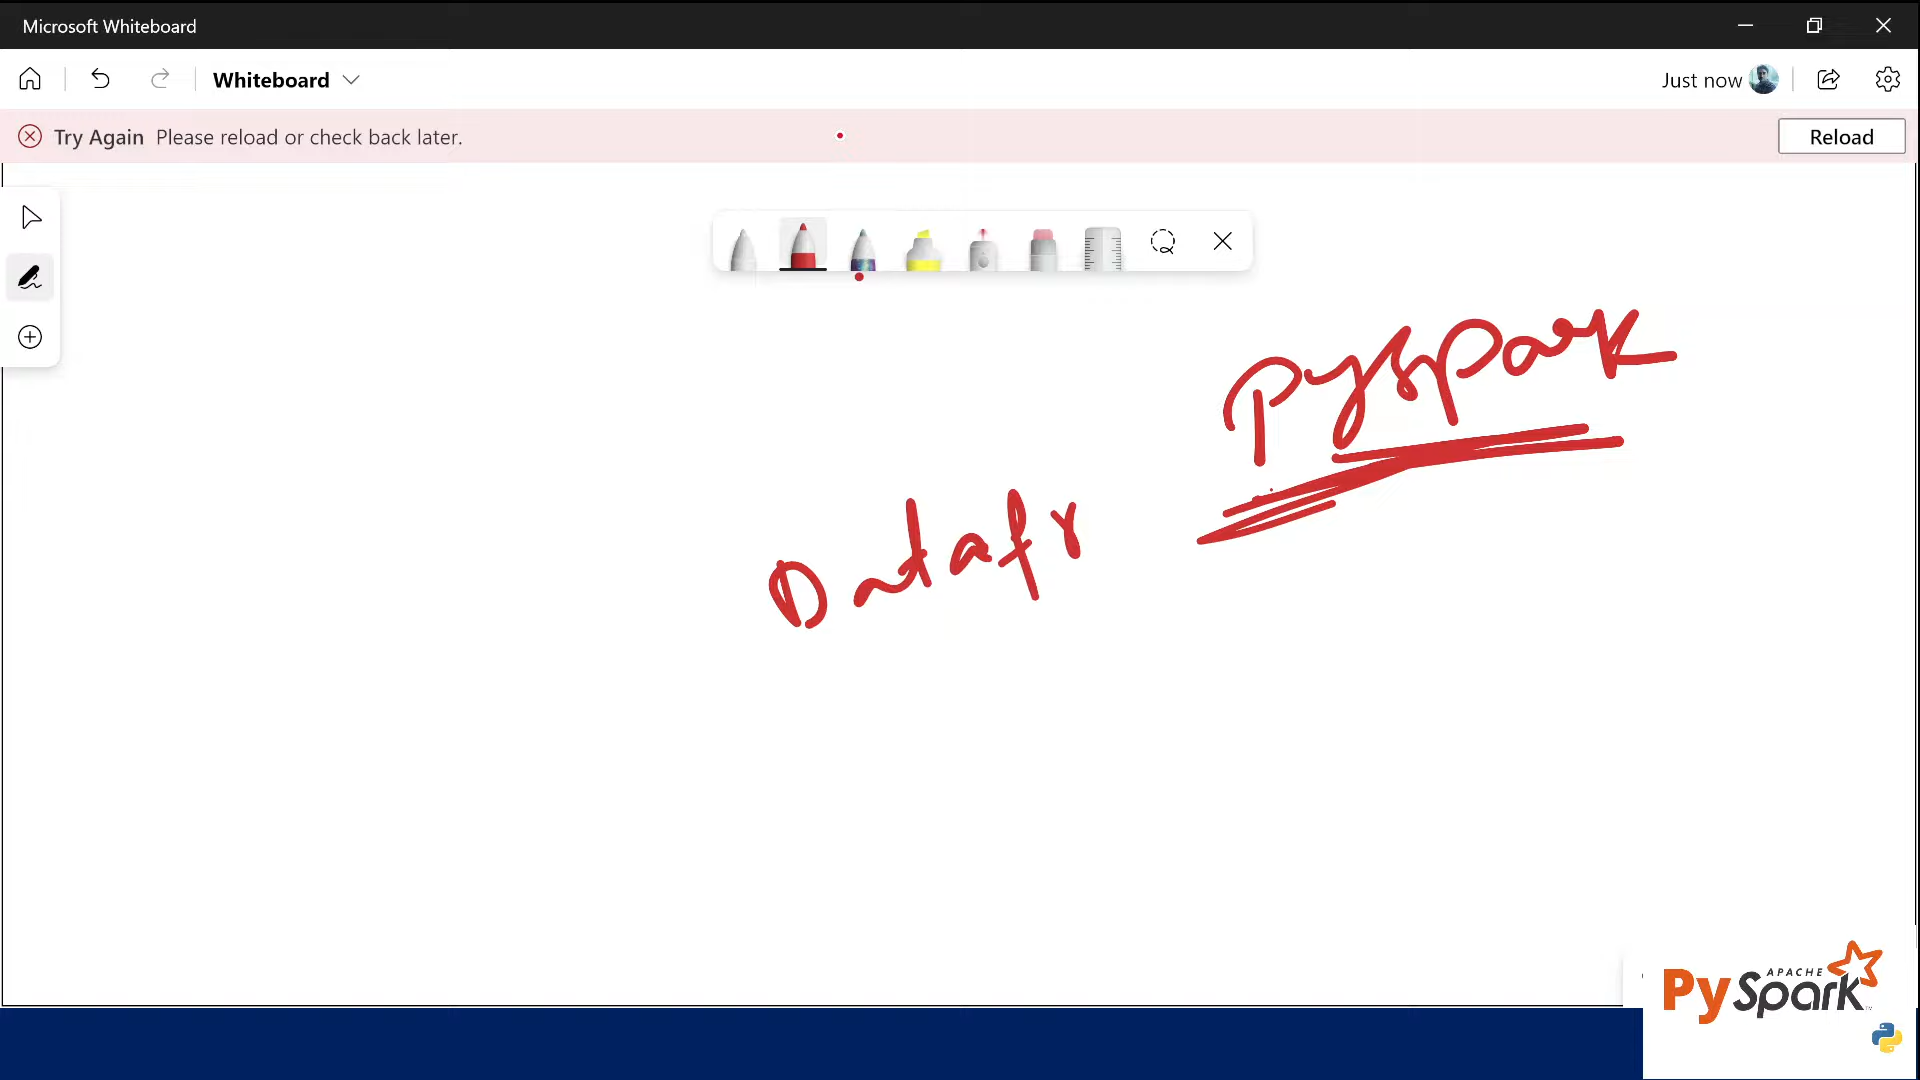 Microsoft Whiteboard
Whiteboard
Just now
Try Again Please reload or check back later.
Reload
PySpark
Datafr
APACHE
PySpark